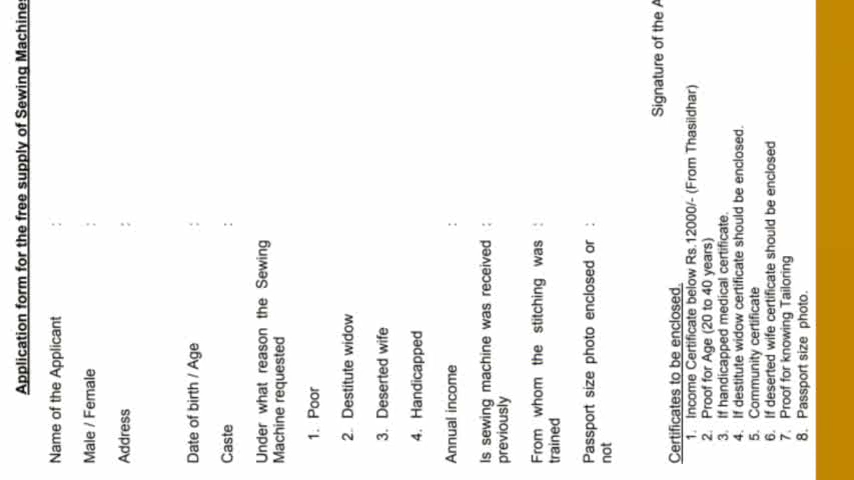 Application form for the free supply of Sewing Machines
Name of the Applicant :
Male / Female :
Address :
Date of birth / Age :
Caste :
Under what reason the Sewing
Machine requested
1. Poor
2. Destitute widow
3. Deserted wife
4. Handicapped
Annual income :
Is sewing machine was received :
previously
From whom the stitching was :
trained
Passport size photo enclosed or :
not
Signature of the A
Certificates to be enclosed.
1. Income Certificate below Rs.12000/- (From Thasildhar)
2. Proof for Age (20 to 40 years)
3. If handicapped medical certificate.
4. If destitute widow certificate should be enclosed.
5. Community certificate
6. If deserted wife certificate should be enclosed
7. Proof for knowing Tailoring
8. Passport size photo.